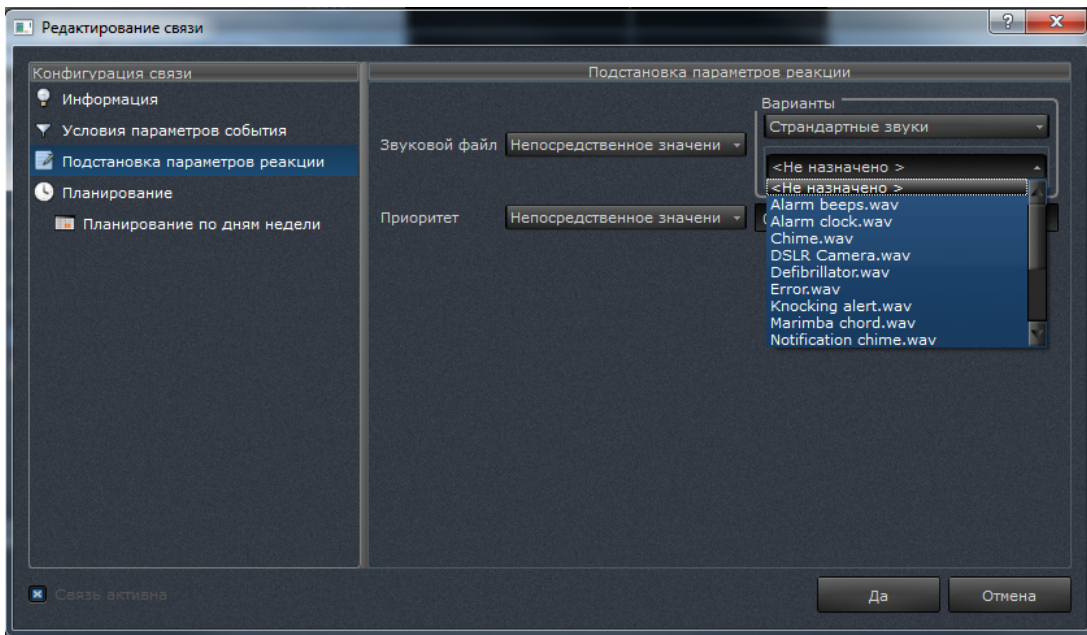 Редактирование связи
Конфигурация связи
Информация
Условия параметров события
Подстановка параметров реакции
Планирование
Планирование по дням недели
Подстановка параметров реакции
Варианты
Страндартные звуки
Звуковой файл Непосредственное значени
<Не назначено >
<Не назначено >
Alarm beeps.wav
Alarm clock.wav
Chime.wav
DSLR Camera.wav
Defibrillator.wav
Error.wav
Knocking alert.wav
Marimba chord.wav
Notification chime.wav
Приоритет Непосредственное значени
Связь активна
Да
Отмена